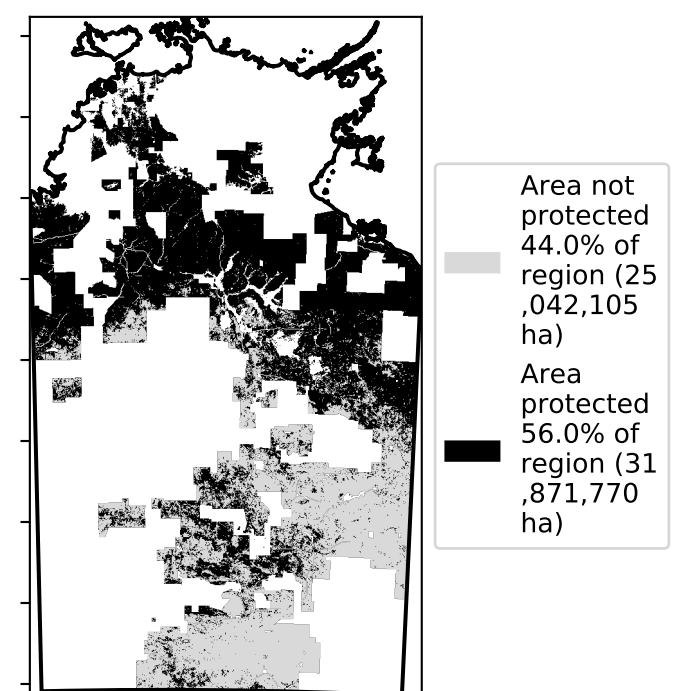 Area not
protected
44.0% of
region (25
,042,105
ha)
Area
protected
56.0% of
region (31
,871,770
ha)